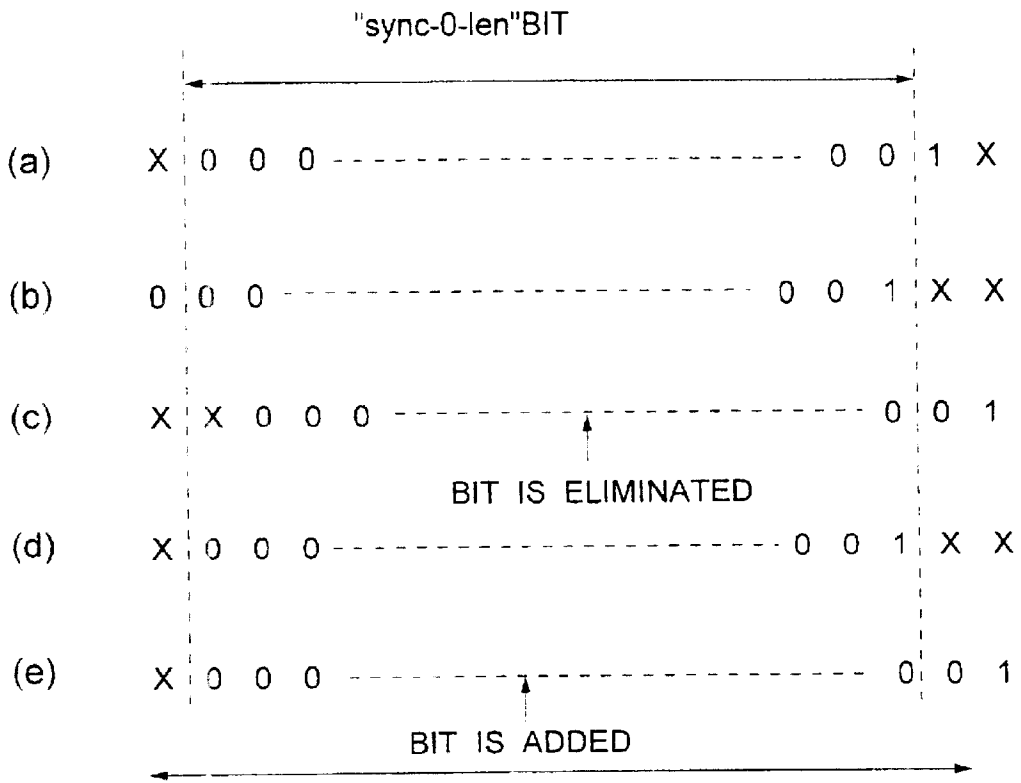 "sync-0-len"BIT
(a) X 0 0 0 0 0 1 X
(b) 0 0 0 0 0 1 X X
(c) X X 0 0 0 0 0 1
BIT IS ELIMINATED
(d) X 0 0 0 0 0 1 X X
(e) X 0 0 0 0 0 1
BIT IS ADDED